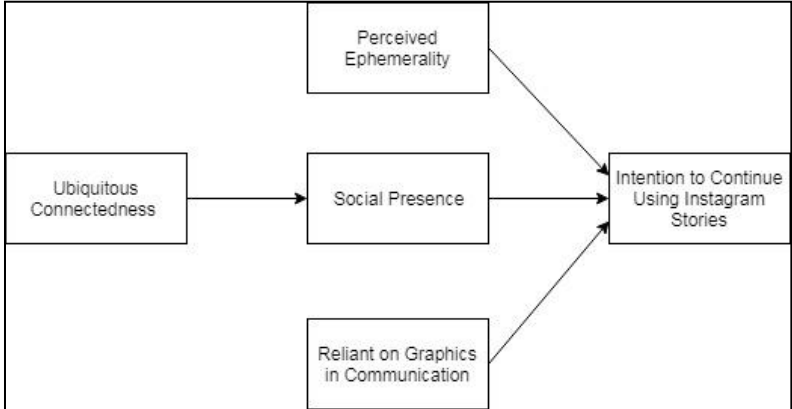 Perceived
Ephemerality
Ubiquitous
Connectedness
Social Presence
Intention to Continue
Using Instagram
Stories
Reliant on Graphics
in Communication